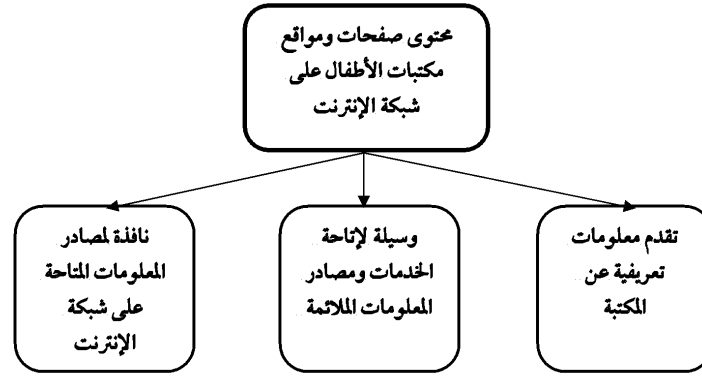 محتوى صفحات ومواقع
مكتبات الأطفال على
شبكة الإنترنت
تقدم معلومات
تعريفية عن
المكتبة
وسيلة لإتاحة
الخدمات ومصادر
المعلومات الملائمة
نافذة لمصادر
المعلومات المتاحة
على شبكة
الإنترنت